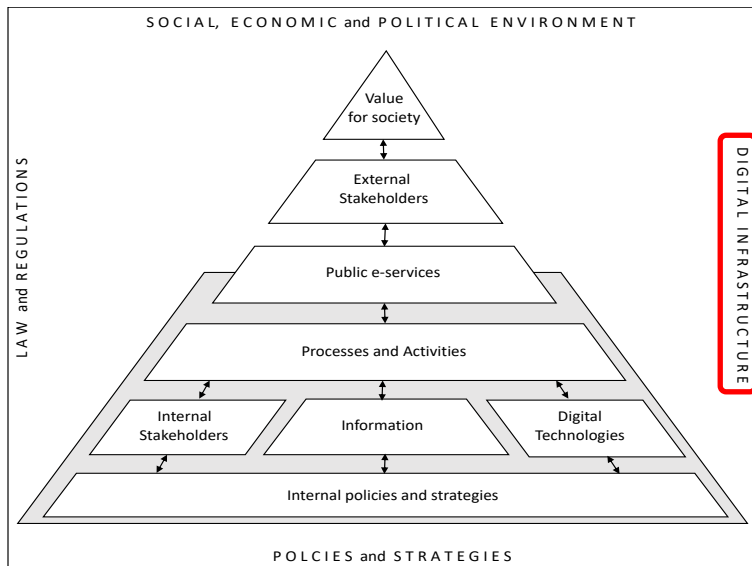 SOCIAL, ECONOMIC and POLITICAL ENVIRONMENT
Value
for society
External
Stakeholders
Public e-services
Processes and Activities
Internal
Stakeholders
Information
Digital
Technologies
Internal policies and strategies
POLCIES and STRATEGIES
LAW and REGULATIONS
DIGITAL INFRASTRUCTURE